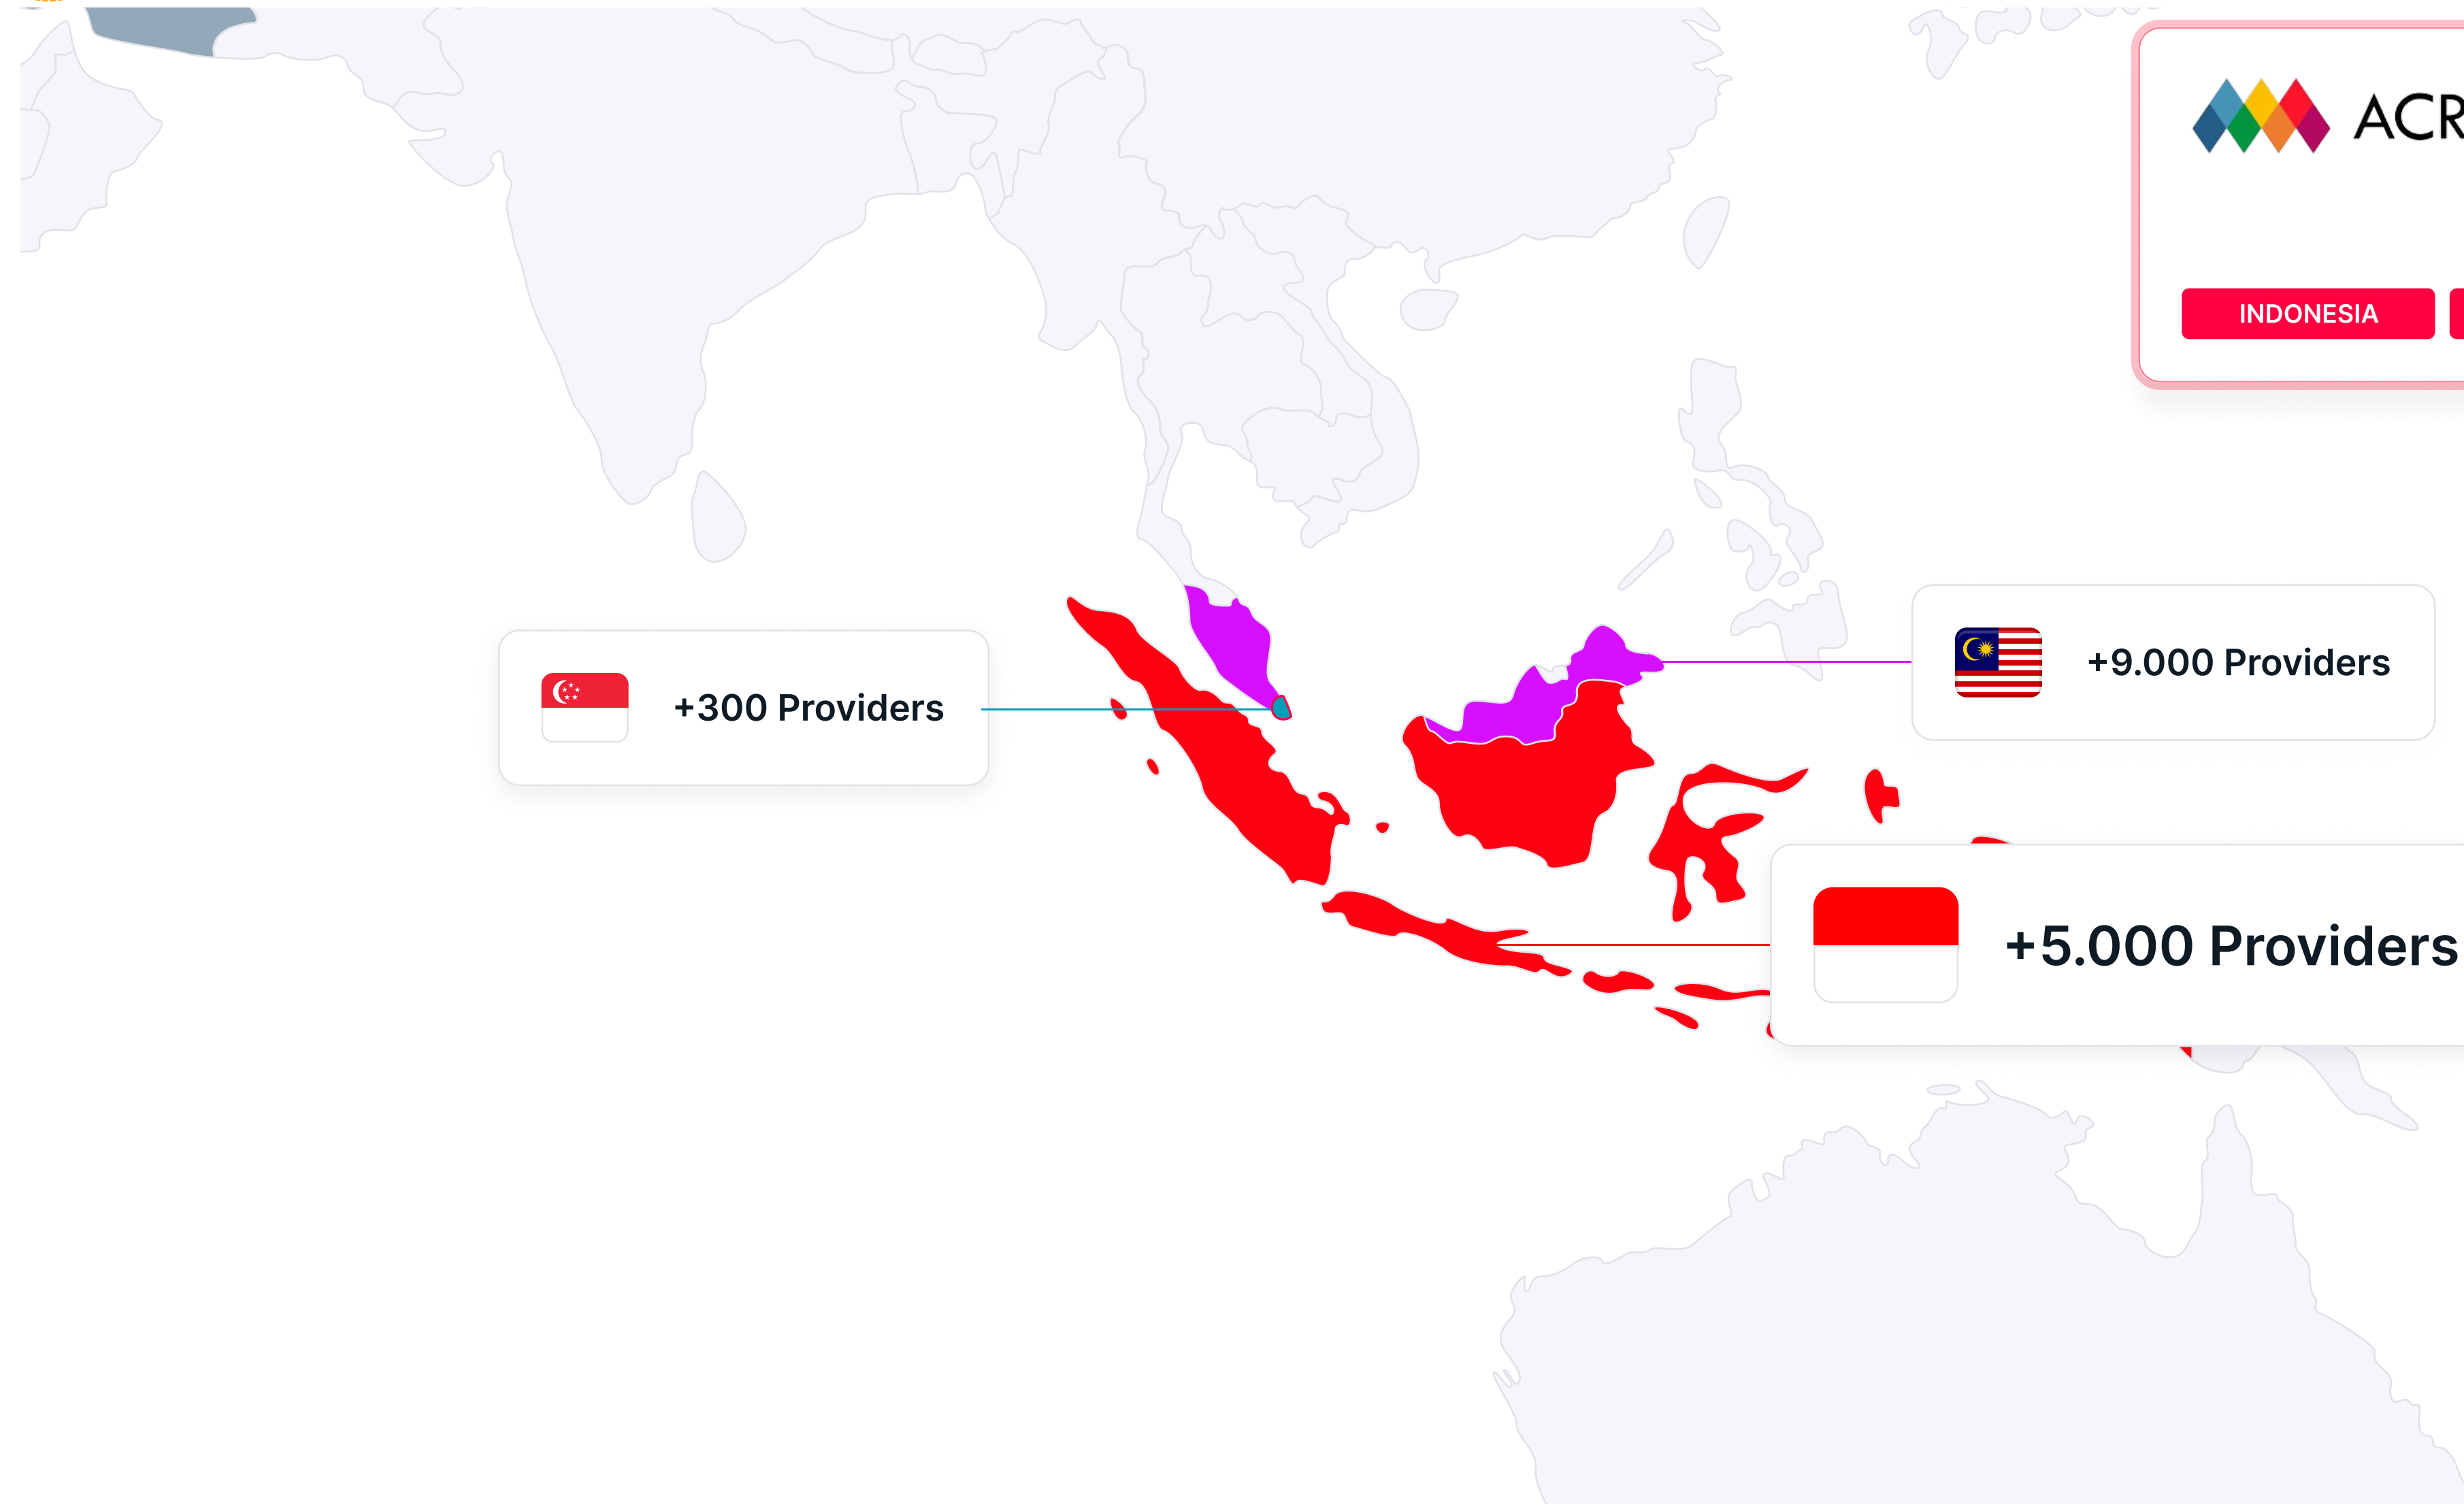 ACR
INDONESIA
+9.000 Providers
+300 Providers
+5.000 Providers